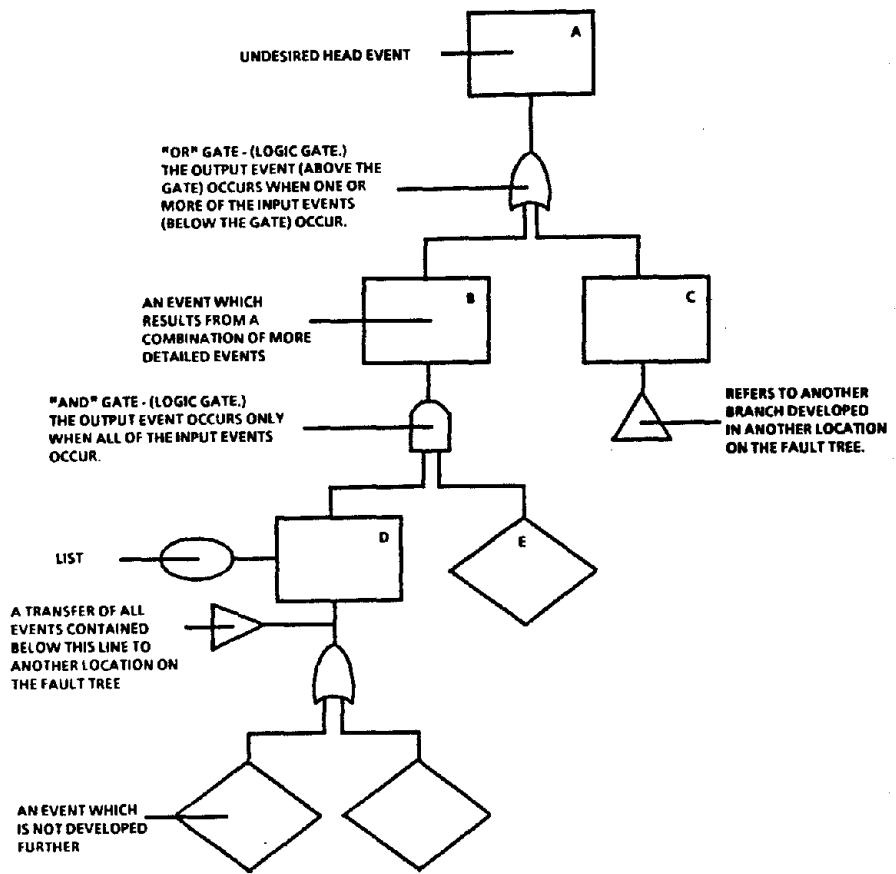 A
UNDESIRED HEAD EVENT
"OR" GATE - (LOGIC GATE.)
THE OUTPUT EVENT (ABOVE THE
GATE) OCCURS WHEN ONE OR
MORE OF THE INPUT EVENTS
(BELOW THE GATE) OCCUR.
B
C
AN EVENT WHICH
RESULTS FROM A
COMBINATION OF MORE
DETAILED EVENTS
"AND" GATE - (LOGIC GATE.)
THE OUTPUT EVENT OCCURS ONLY
WHEN ALL OF THE INPUT EVENTS
OCCUR.
REFERS TO ANOTHER
BRANCH DEVELOPED
IN ANOTHER LOCATION
ON THE FAULT TREE.
D
E
LIST
A TRANSFER OF ALL
EVENTS CONTAINED
BELOW THIS LINE TO
ANOTHER LOCATION ON
THE FAULT TREE
AN EVENT WHICH
IS NOT DEVELOPED
FURTHER